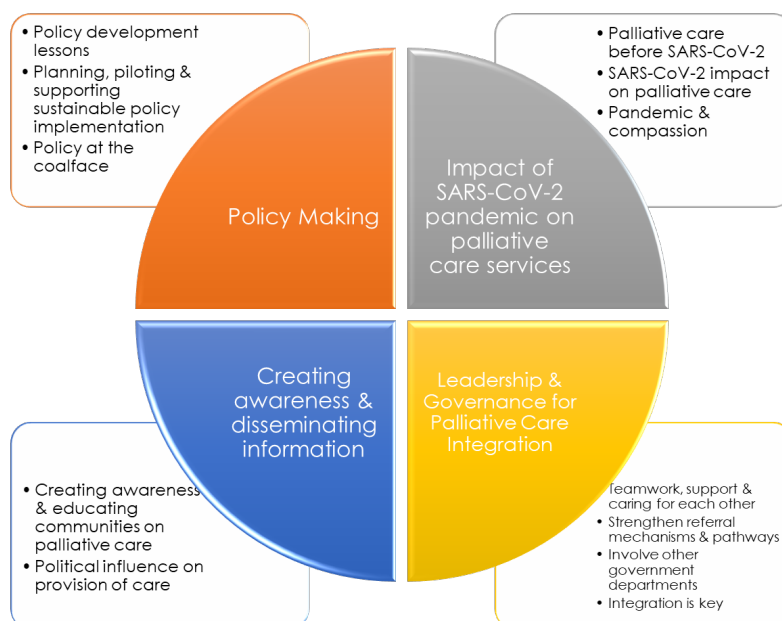 • Policy development
lessons
• Planning, piloting &
supporting
sustainable policy
implementation
• Policy at the
coalface
• Palliative care
before SARS-CoV-2
• SARS-CoV-2 impact
on palliative care
• Pandemic &
compassion
Policy Making
Impact of
SARS-CoV-2
pandemic on
palliative
care services
Creating
awareness &
disseminating
information
Leadership &
Governance for
Palliative Care
Integration
• Creating awareness
& educating
communities on
palliative care
• Political influence on
provision of care
Teamwork, support &
caring for each other
• Strengthen referral
mechanisms & pathways
• Involve other
government
departments
• Integration is key